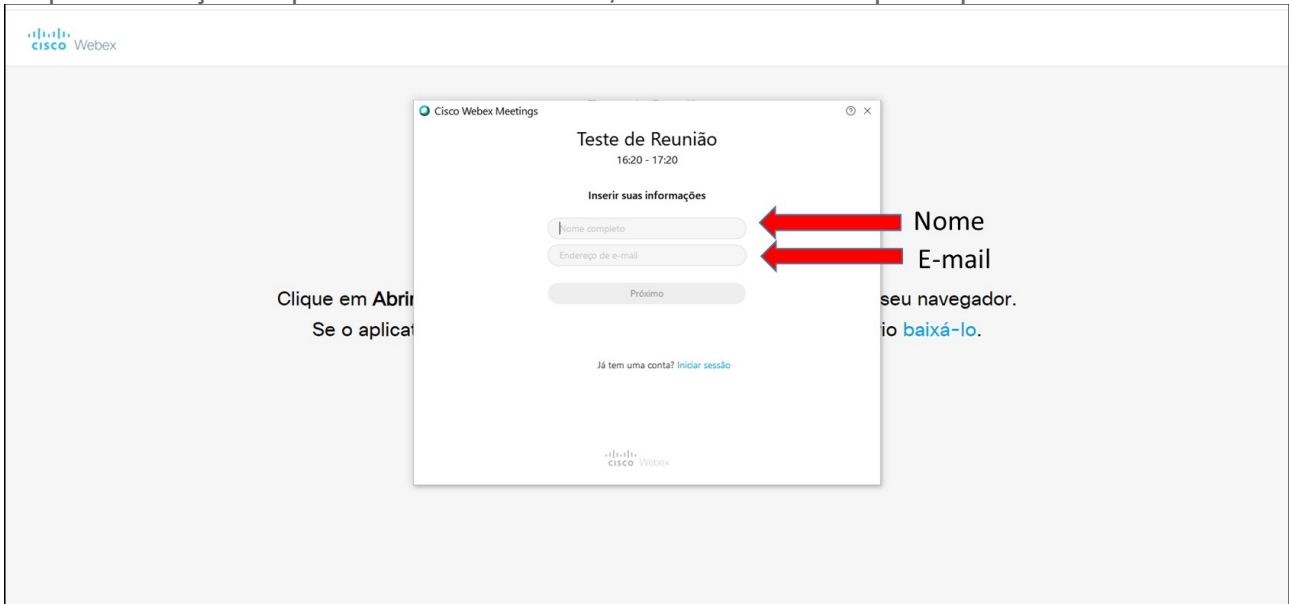 cisco Webex
Cisco Webex Meetings
Teste de Reunião
16:20 - 17:20
Inserir suas informações
Nome completo
Nome
Endereço de e-mail
E-mail
Próximo
Clique em Abrir
seu navegador.
Se o aplicat
io baixá-lo.
Já tem uma conta? Iniciar sessão
cisco Webex